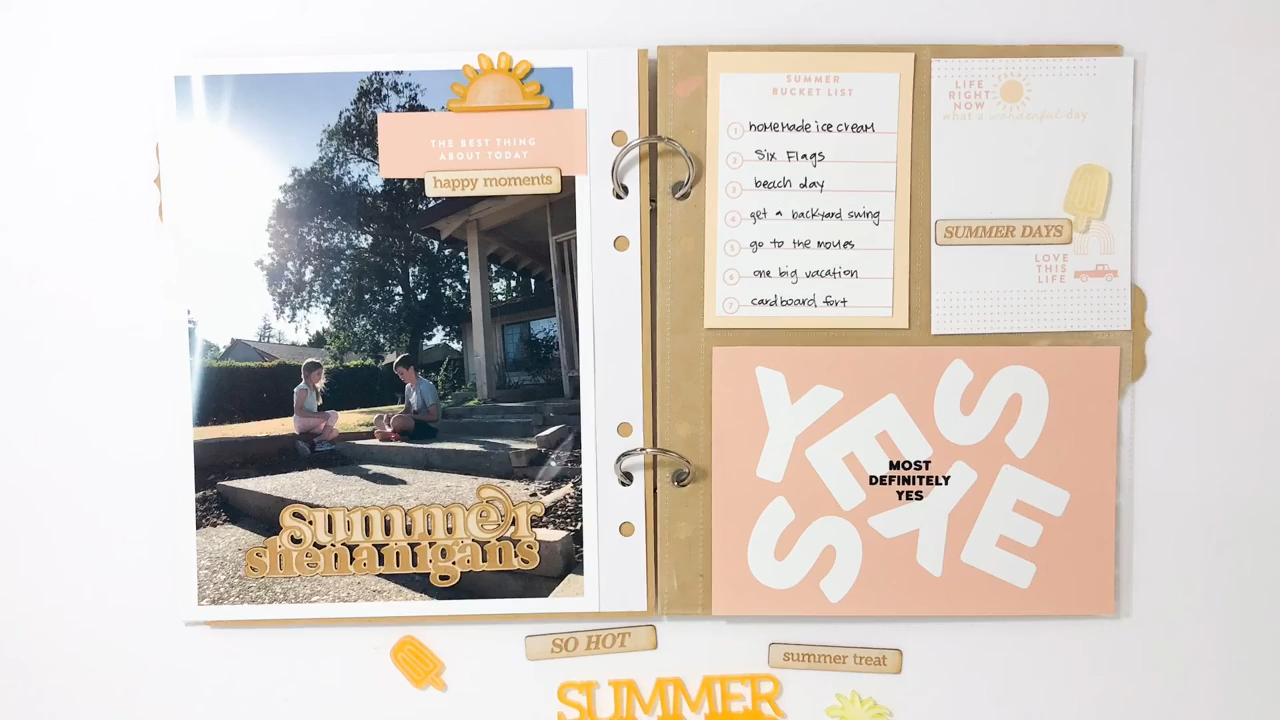 THE BEST THING
ABOUT TODAY
happy moments
summer
shenanigans
SUMMER
BUCKET LIST
1 homemade ice cream
2 Six Flags
3 beach day
4 get a backyard swing
5 go to the movies
6 one big vacation
7 cardboard fort
LIFE
RIGHT
NOW
what a wonderful day
SUMMER DAYS
LOVE
THIS
LIFE
YES
YES
MOST
DEFINITELY
YES
SO HOT
summer treat
SUMMER